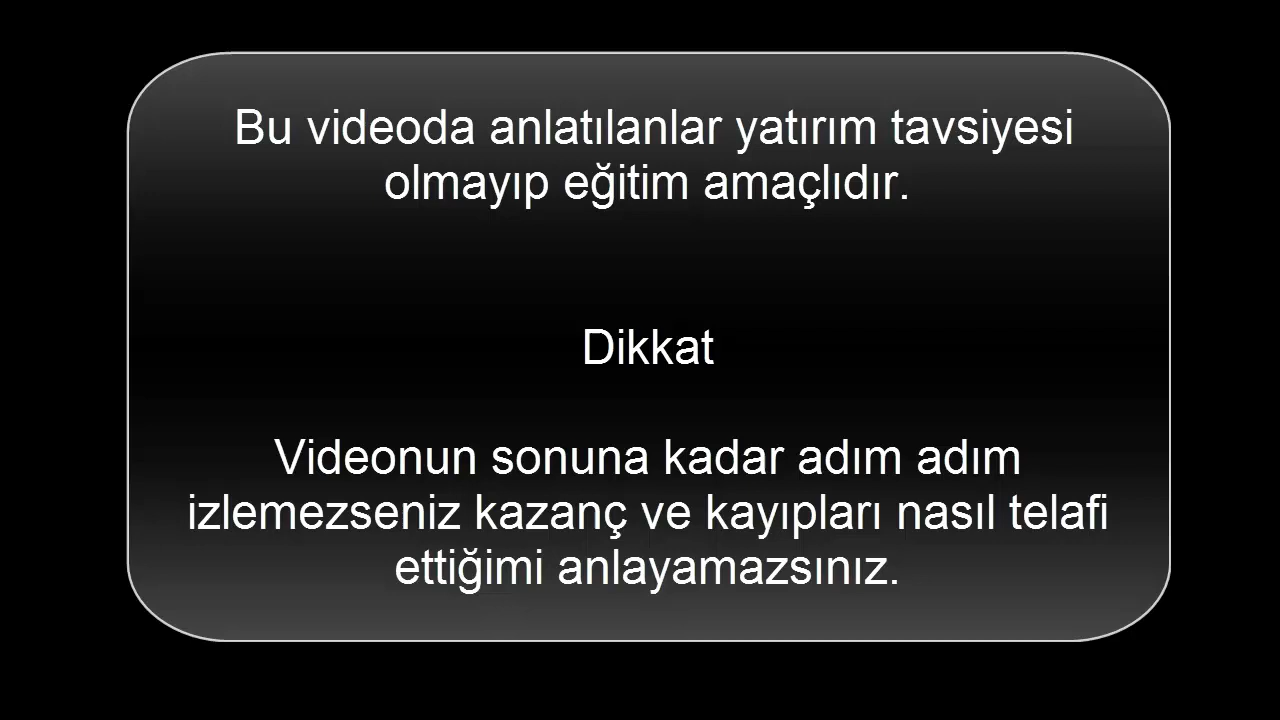 Bu videoda anlatılanlar yatırım tavsiyesi
olmayıp eğitim amaçlıdır.
Dikkat
Videonun sonuna kadar adım adım
izlemezseniz kazanç ve kayıpları nasıl telafi
ettiğimi anlayamazsınız.